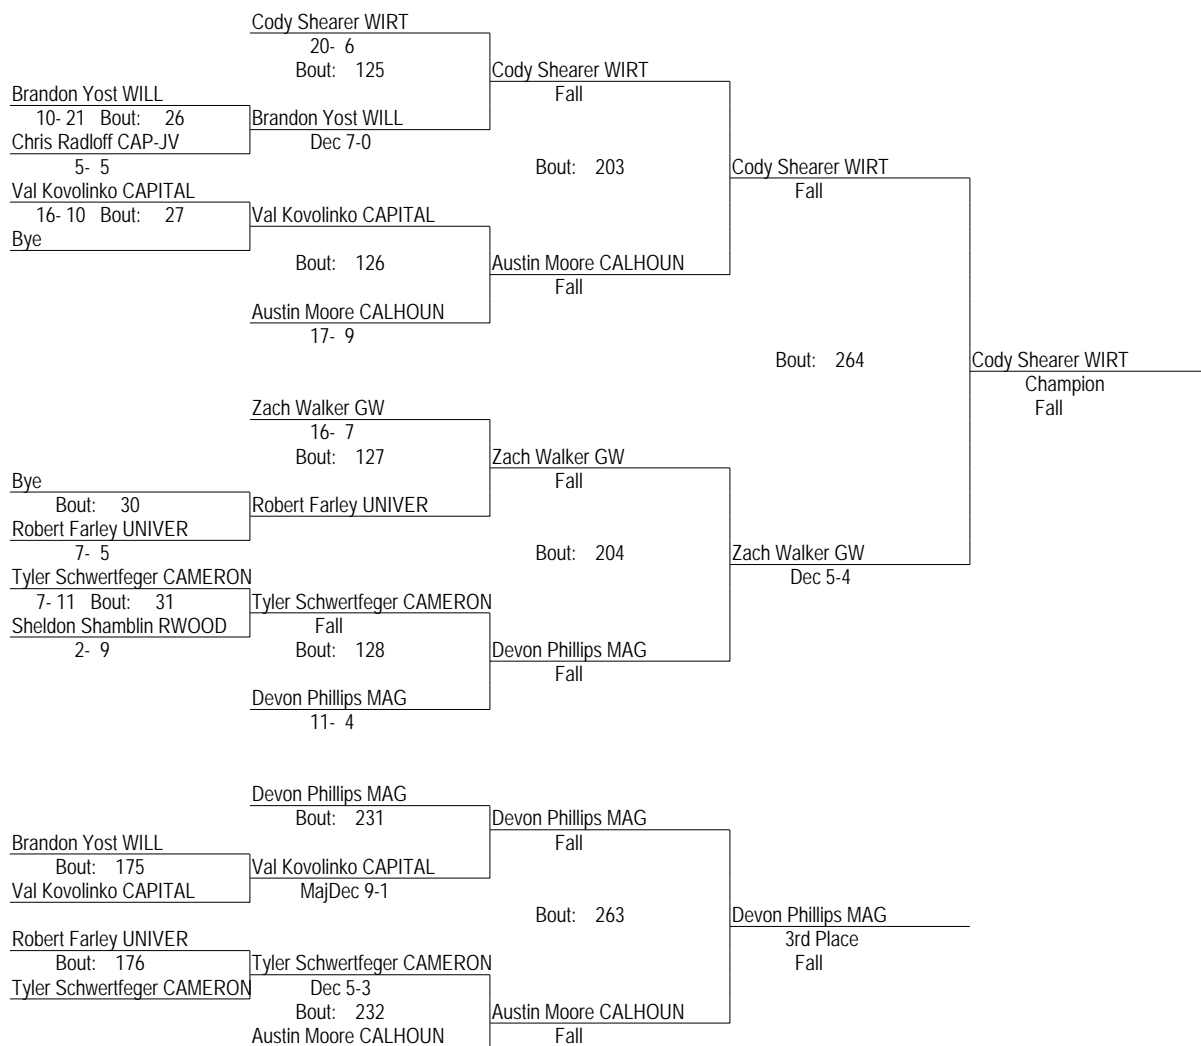 Cody Shearer WIRT
20- 6
Bout: 125
Cody Shearer WIRT
Fall
Brandon Yost WILL
10- 21 Bout: 26
Brandon Yost WILL
Chris Radloff CAP-JV
Dec 7-0
5- 5
Bout: 203
Cody Shearer WIRT
Fall
Val Kovolinko CAPITAL
16- 10 Bout: 27
Val Kovolinko CAPITAL
Bye
Bout: 126
Austin Moore CALHOUN
Fall
Austin Moore CALHOUN
17- 9
Bout: 264
Cody Shearer WIRT
Champion
Fall
Zach Walker GW
16- 7
Bout: 127
Zach Walker GW
Fall
Bye
Bout: 30
Robert Farley UNIVER
Robert Farley UNIVER
7- 5
Bout: 204
Zach Walker GW
Dec 5-4
Tyler Schwertfeger CAMERON
7- 11 Bout: 31
Tyler Schwertfeger CAMERON
Sheldon Shamblin RWOOD
Fall
2- 9
Bout: 128
Devon Phillips MAG
Fall
Devon Phillips MAG
11- 4
Devon Phillips MAG
Bout: 231
Devon Phillips MAG
Fall
Brandon Yost WILL
Bout: 175
Val Kovolinko CAPITAL
Val Kovolinko CAPITAL
MajDec 9-1
Bout: 263
Devon Phillips MAG
3rd Place
Fall
Robert Farley UNIVER
Bout: 176
Tyler Schwertfeger CAMERON
Tyler Schwertfeger CAMERON
Dec 5-3
Bout: 232
Austin Moore CALHOUN
Fall
Austin Moore CALHOUN